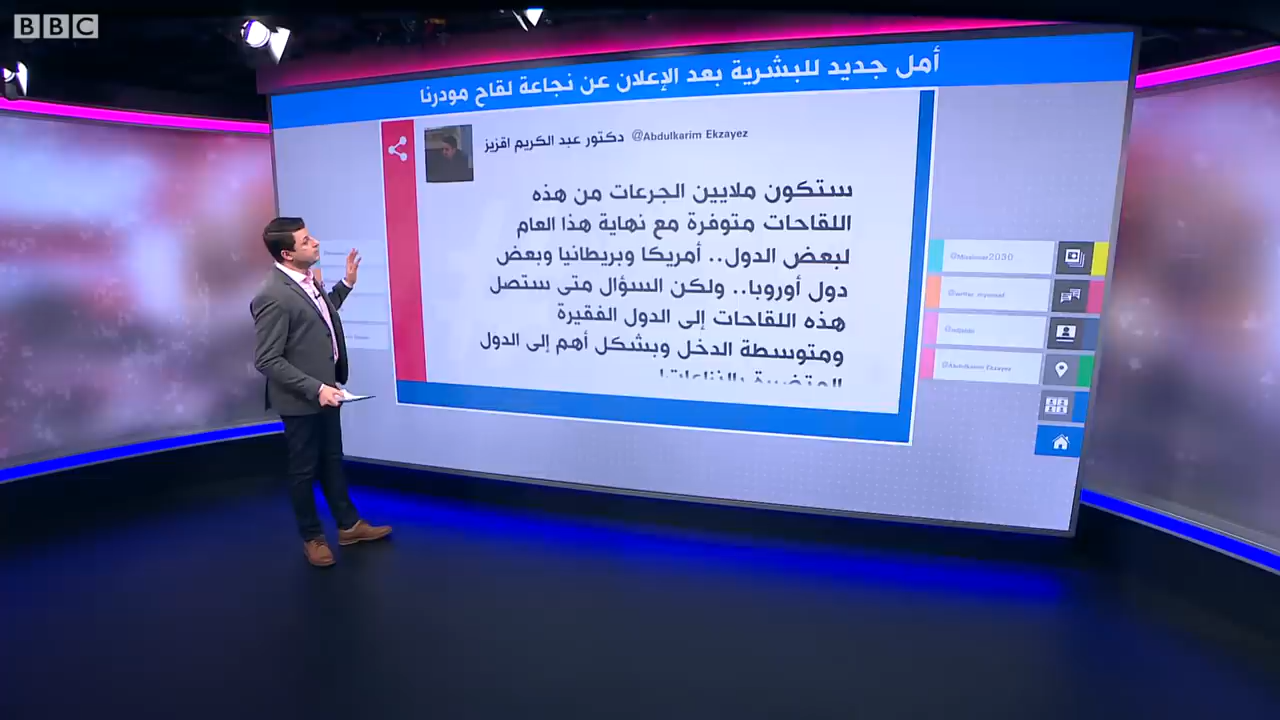 BBC
أمل جديد للبشرية بعد الإعلان عن نجاعة لقاح مودرنا
دكتور عبد الكريم اقزيز @Abdulkarim Ekzayez
ستكون ملايين الجرعات من هذه
اللقاحات متوفرة مع نهاية هذا العام
لبعض الدول.. أمريكا وبريطانيا وبعض
دول أوروبا.. ولكن السؤال متى ستصل
هذه اللقاحات إلى الدول الفقيرة
ومتوسطة الدخل وبشكل أهم إلى الدول
@Abdulkarim Ekzayez